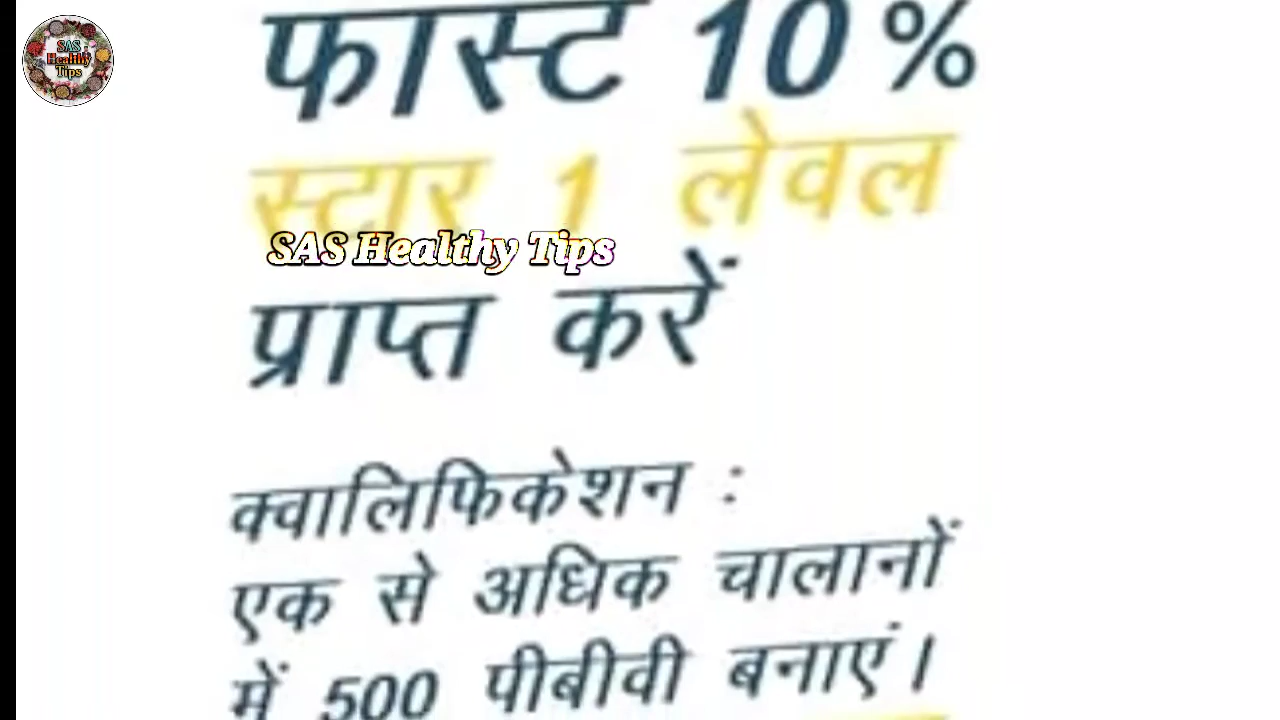 SAS
Healthy
Tips
फास्ट 10%
स्टार 1 लेवल
SAS Healthy Tips
प्राप्त करें
क्वालिफिकेशन :
एक से अधिक चालानों
में 500 पीबीवी बनाएं।